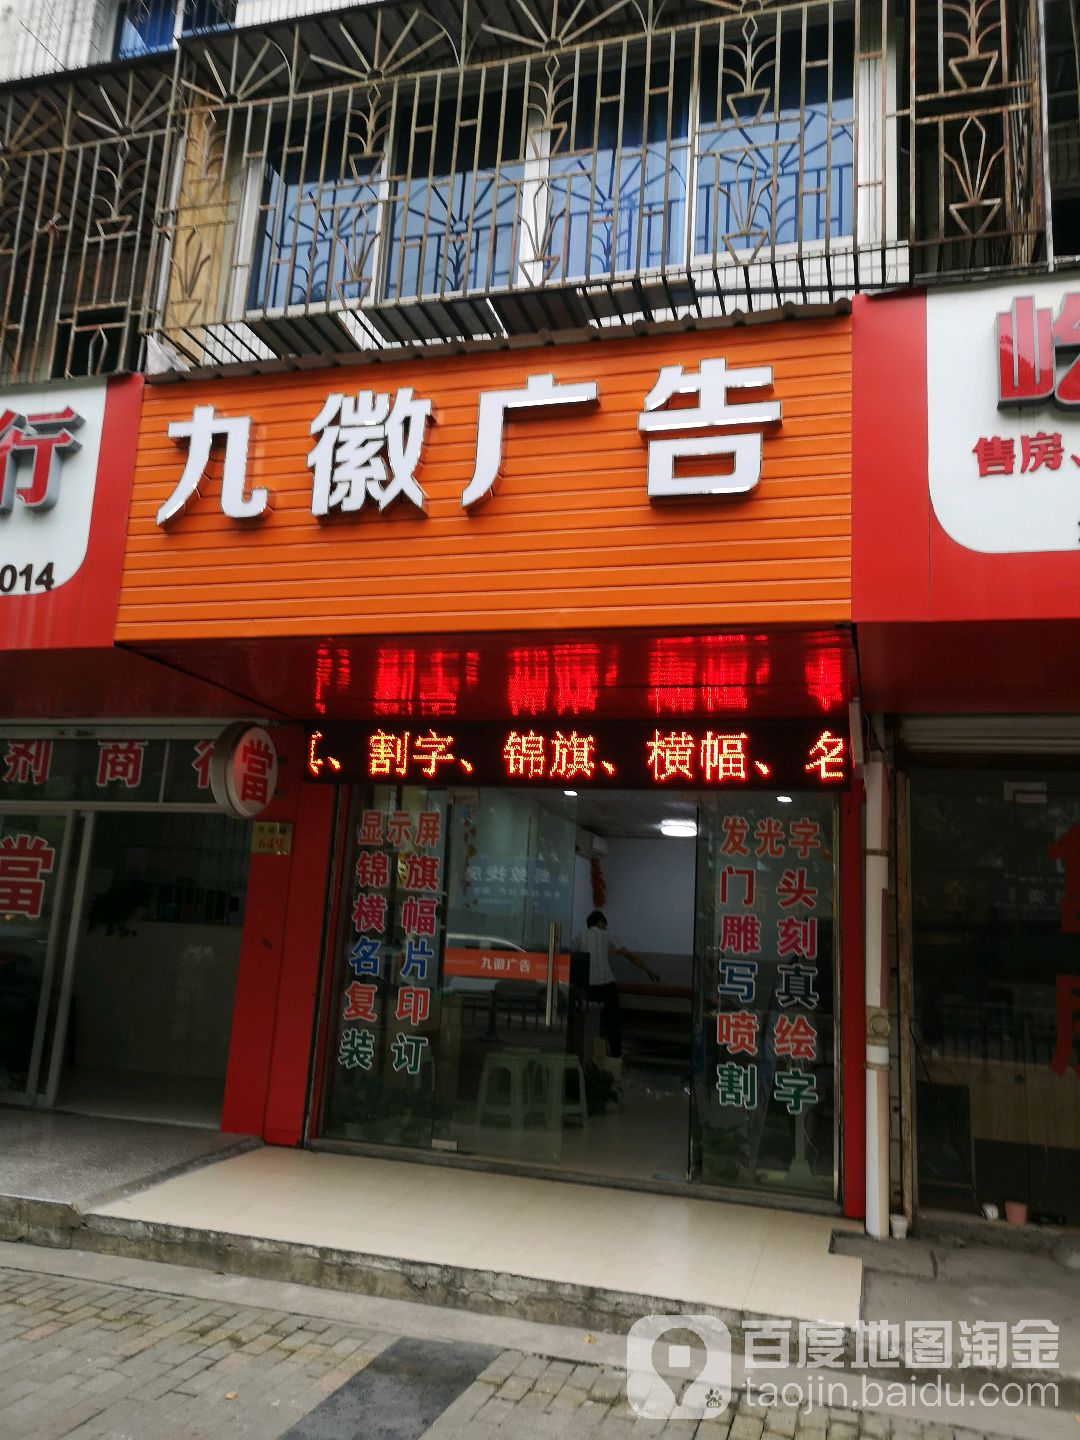 九徽广告
行
014
售房、
、割字、锦旗、横幅、名
剂商行
當
當
649
显示屏
锦旗
横幅
名片
复印
装订
九徽广告
发光字
门头
雕刻
写真
喷绘
割字
百度地图淘金
taojin.baidu.com